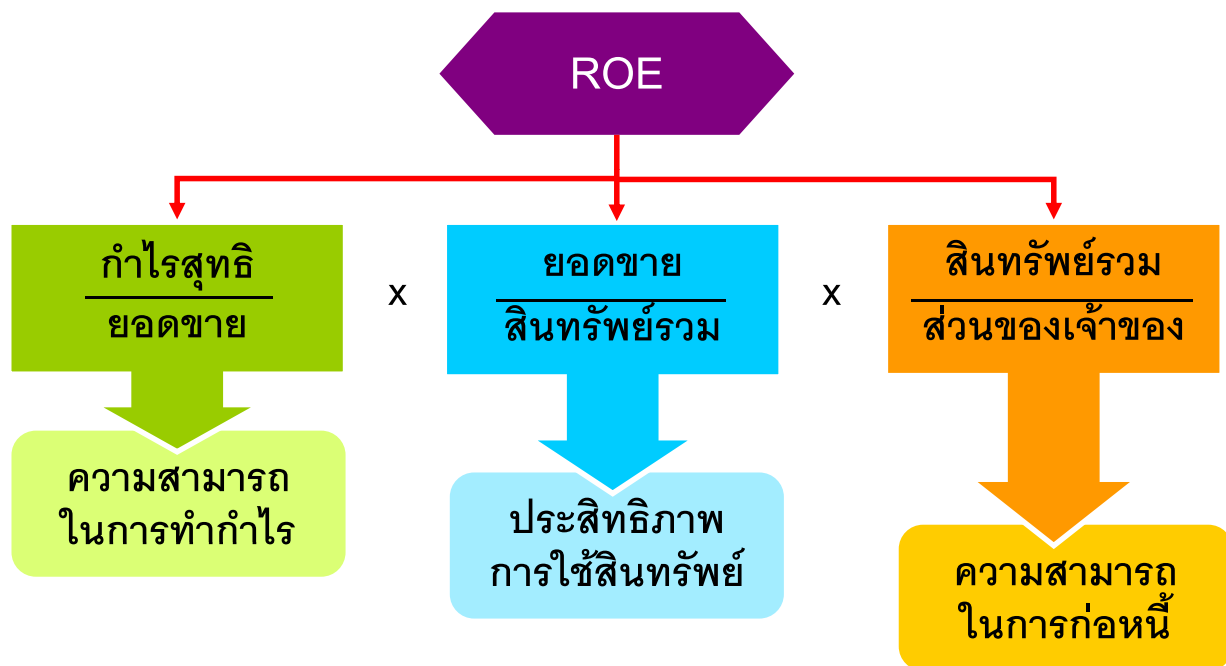 ROE
กำไรสุทธิ
ยอดขาย
x
ยอดขาย
สินทรัพย์รวม
x
สินทรัพย์รวม
ส่วนของเจ้าของ
ความสามารถ
ในการทำกำไร
ประสิทธิภาพ
การใช้สินทรัพย์
ความสามารถ
ในการก่อหนี้